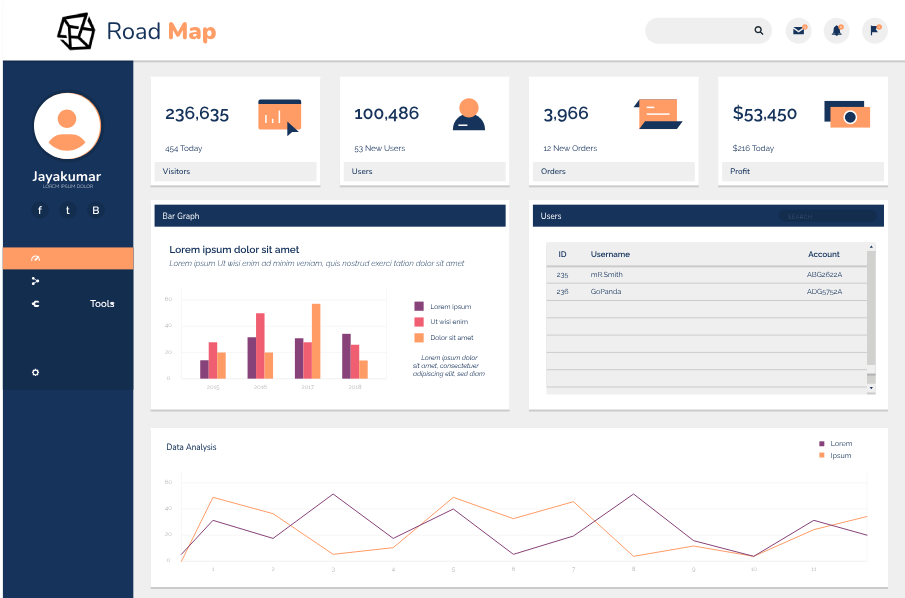 Road Map
236,635
454 Today
Visitors
100,486
53 New Users
Users
3,966
12 New Orders
Orders
$53,450
$216 Today
Profit
Jayakumar
LOREM IPSUM DOLOR
f t B
Tools
Bar Graph
Lorem ipsum dolor sit amet
Lorem ipsum Ut wisi enim ad minim veniam, quis nostrud exerci tation dolor sit amet
60
40
20
0
2015 2016 2017 2018
Lorem ipsum
Ut wisi enim
Dolor sit amet
Lorem ipsum dolor
sit amet, consectetuer
adipiscing elit, sed diam
Users SEARCH
ID Username Account
235 mR.Smith ABG2622A
236 GoPanda ADG5752A
Data Analysis
Lorem
Ipsum
60
40
20
0
1 2 3 4 5 6 7 8 9 10 11